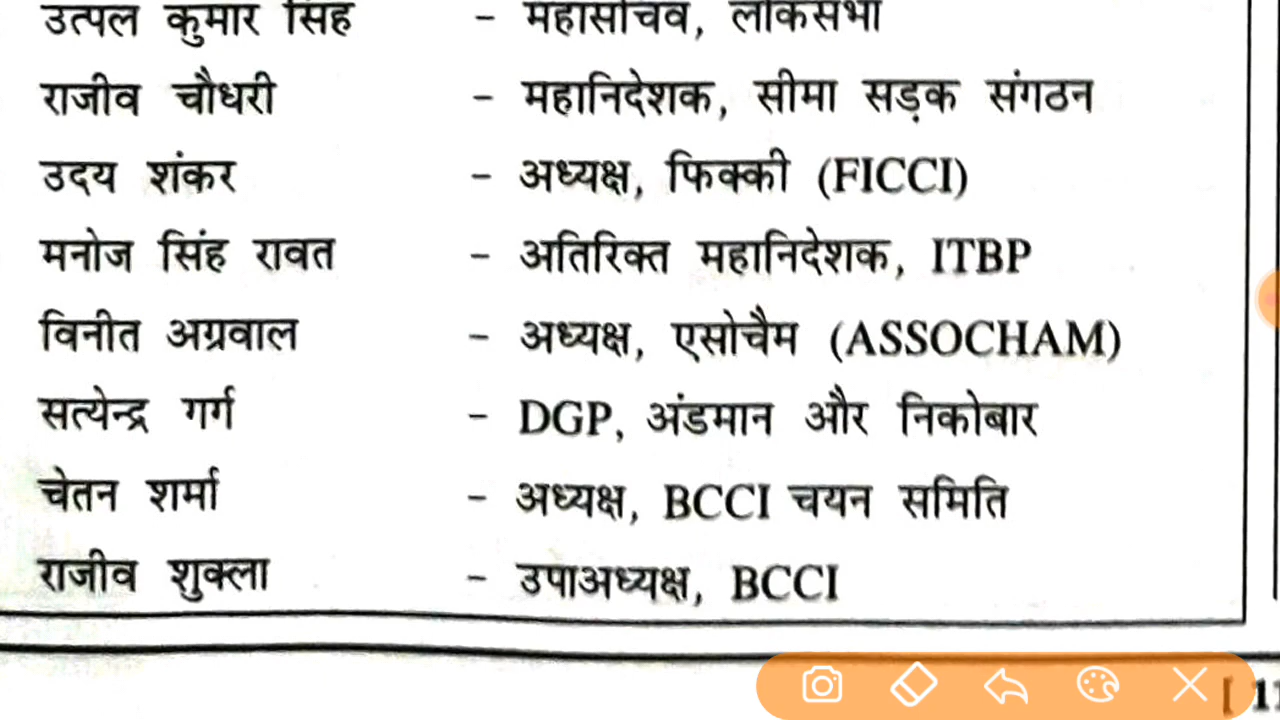 उत्पल कुमार सिंह - महासचिव, लोकसभा
राजीव चौधरी - महानिदेशक, सीमा सड़क संगठन
उदय शंकर - अध्यक्ष, फिक्की (FICCI)
मनोज सिंह रावत - अतिरिक्त महानिदेशक, ITBP
विनीत अग्रवाल - अध्यक्ष, एसोचैम (ASSOCHAM)
सत्येन्द्र गर्ग - DGP, अंडमान और निकोबार
चेतन शर्मा - अध्यक्ष, BCCI चयन समिति
राजीव शुक्ला - उपाअध्यक्ष, BCCI